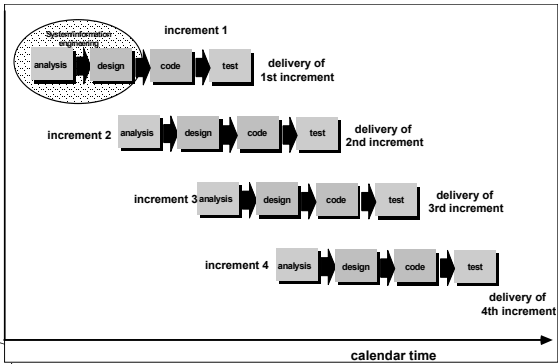 increment 1
System/information
engineering
analysis design code test
delivery of
1st increment
increment 2
analysis design code test
delivery of
2nd increment
increment 3
analysis design code test
delivery of
3rd increment
increment 4
analysis design code test
delivery of
4th increment
calendar time